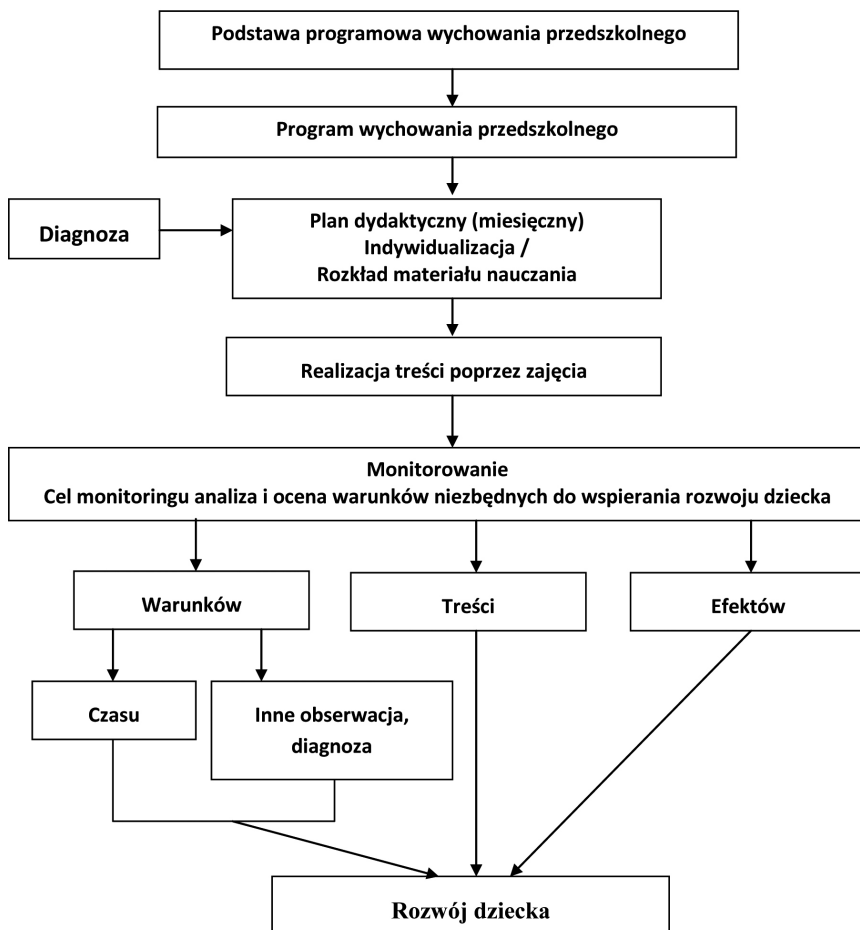 Podstawa programowa wychowania przedszkolnego
Program wychowania przedszkolnego
Diagnoza
Plan dydaktyczny (miesięczny)
Indywidualizacja /
Rozkład materiału nauczania
Realizacja treści poprzez zajęcia
Monitorowanie
Cel monitoringu analiza i ocena warunków niezbędnych do wspierania rozwoju dziecka
Warunków
Treści
Efektów
Czasu
Inne obserwacja,
diagnoza
Rozwój dziecka